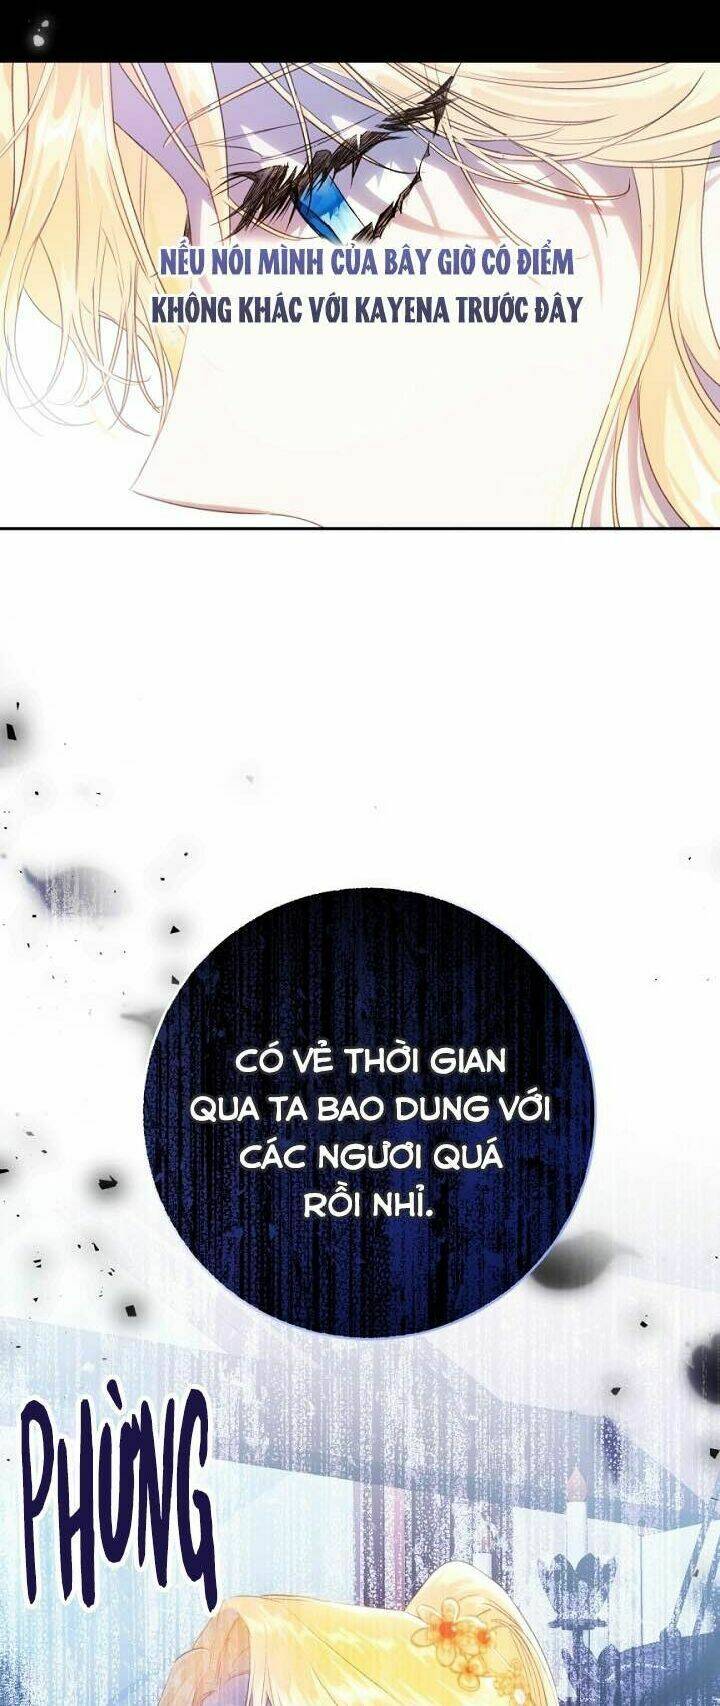 NẾU NÓI MÌNH CỦA BÂY GIỜ CÓ ĐIỂM
KHÔNG KHÁC VỚI KAYENA TRƯỚC ĐÂY
CÓ VẺ THỜI GIAN
QUA TA BAO DUNG VỚI
CÁC NGƯƠI QUÁ
RỒI NHỈ.
PHỪNG